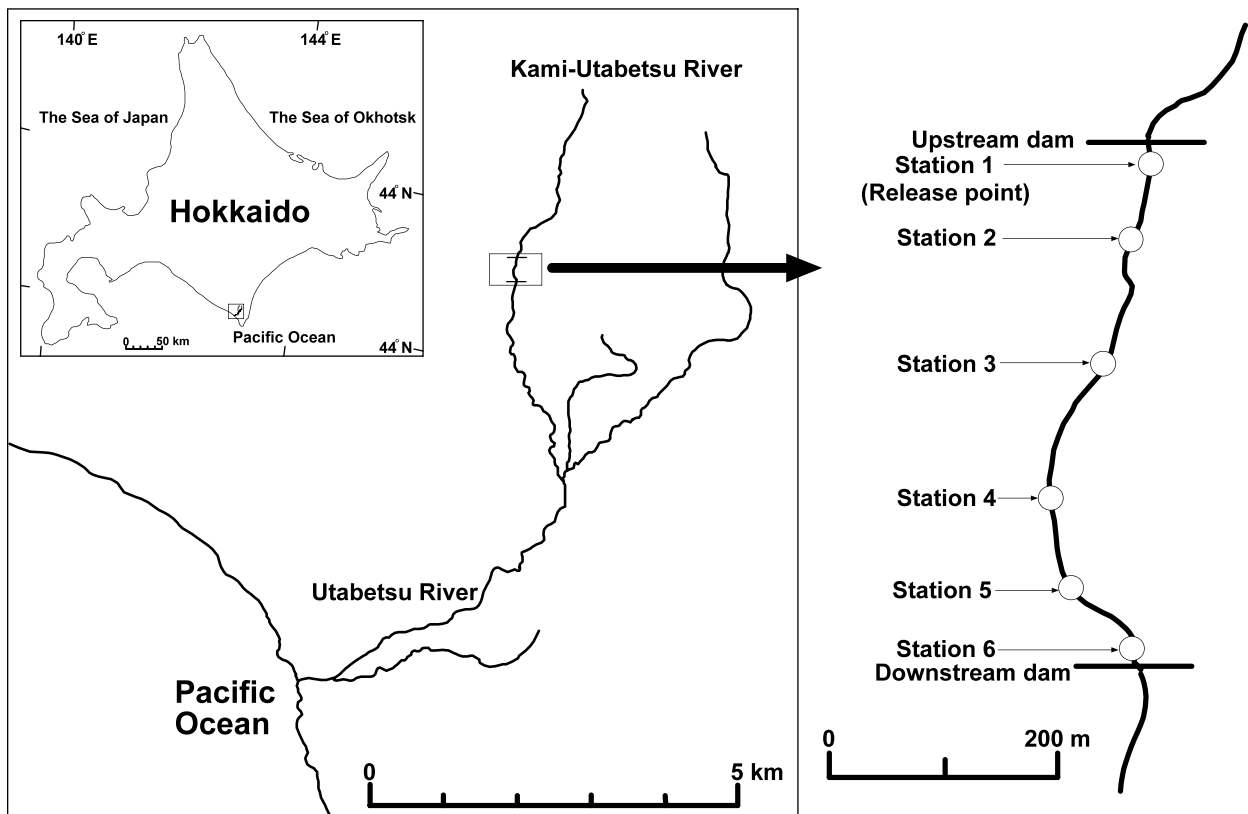 140°E
144°E
The Sea of Japan
The Sea of Okhotsk
44°N
Hokkaido
Pacific Ocean
0 50 km
44°N
Kami-Utabetsu River
Utabetsu River
Pacific
Ocean
0 5 km
Upstream dam
Station 1
(Release point)
Station 2
Station 3
Station 4
Station 5
Station 6
Downstream dam
0 200 m